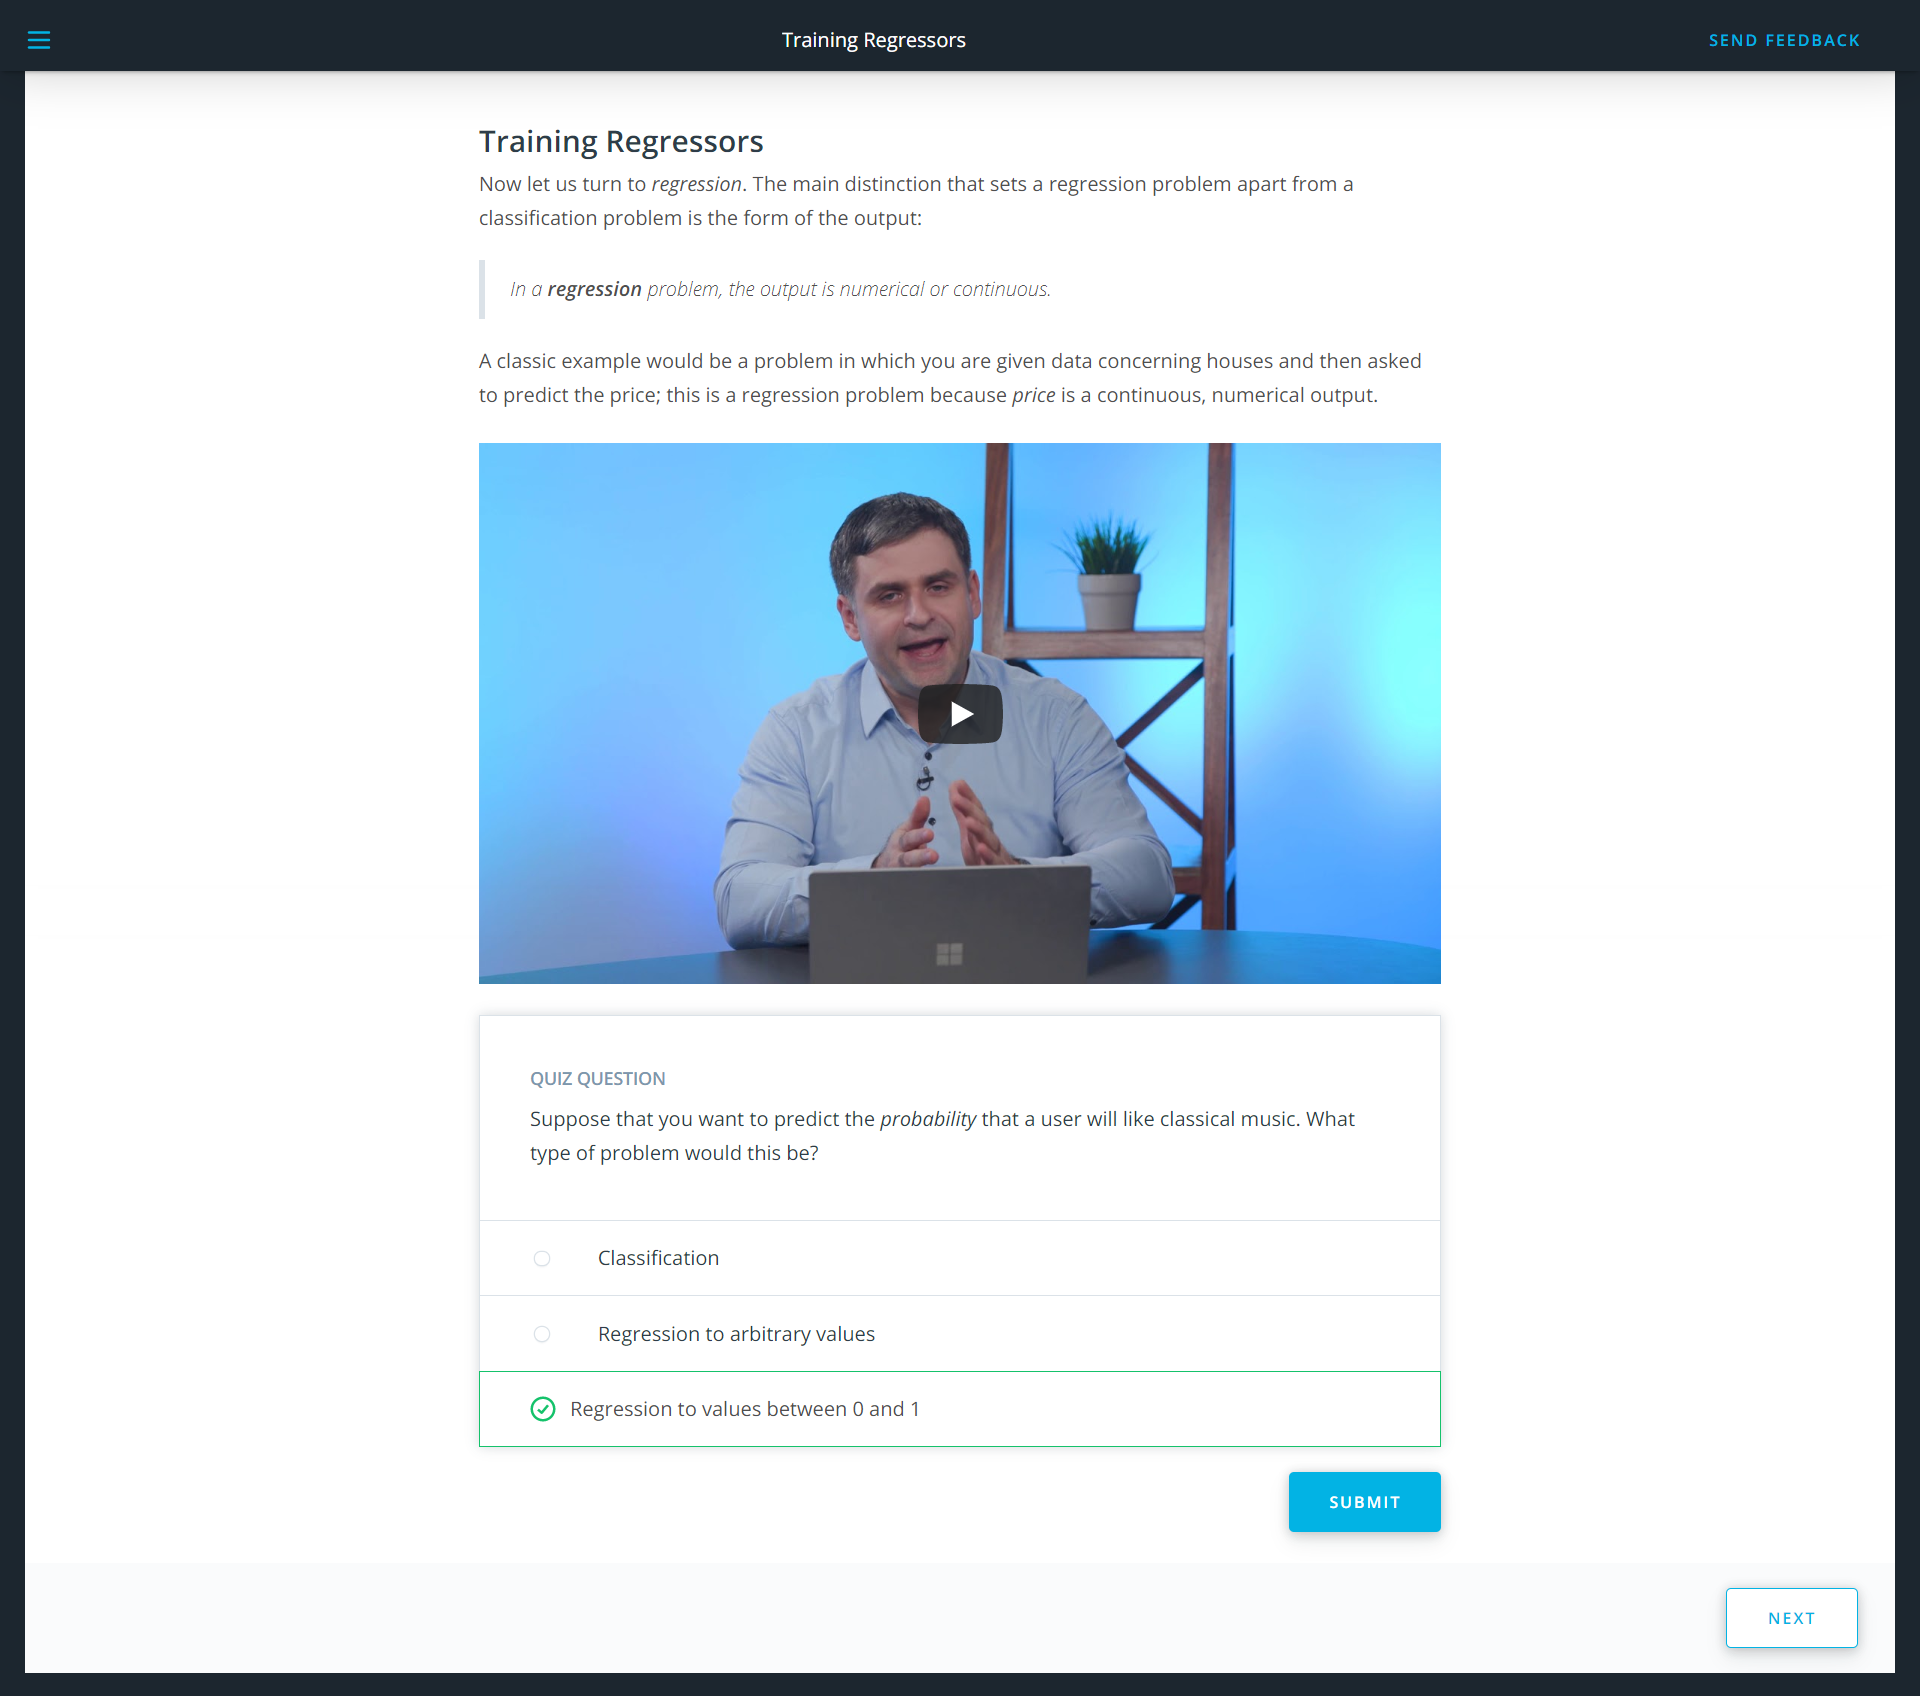 Training Regressors
SEND FEEDBACK
Training Regressors
Now let us turn to regression. The main distinction that sets a regression problem apart from a
classification problem is the form of the output:
In a regression problem, the output is numerical or continuous.
A classic example would be a problem in which you are given data concerning houses and then asked
to predict the price; this is a regression problem because price is a continuous, numerical output.
QUIZ QUESTION
Suppose that you want to predict the probability that a user will like classical music. What
type of problem would this be?
Classification
Regression to arbitrary values
Regression to values between 0 and 1
SUBMIT
NEXT